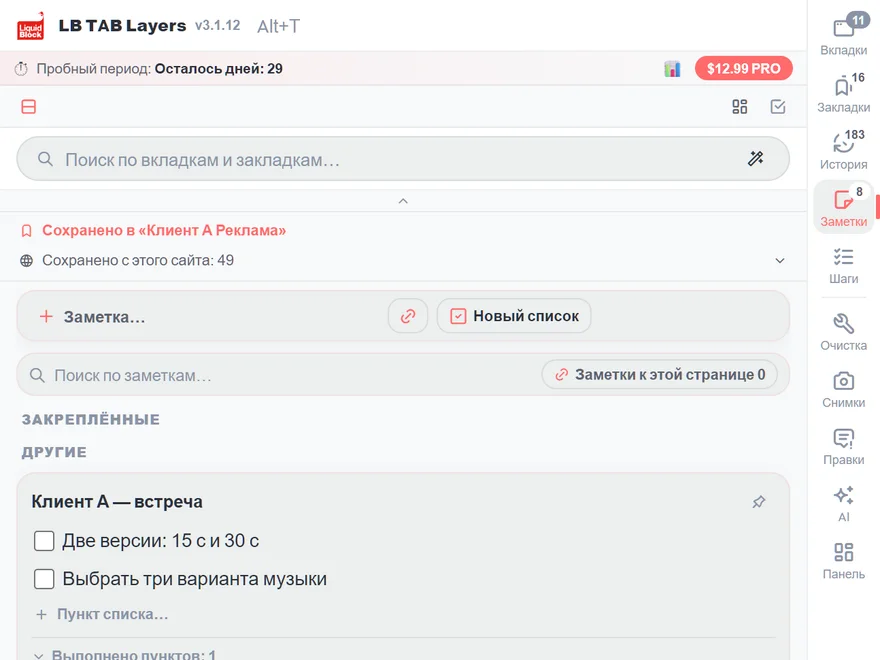 Liquid Block
LB TAB Layers v3.1.12 Alt+T
Пробный период: Осталось дней: 29
$12.99 PRO
Поиск по вкладкам и закладкам…
Сохранено в «Клиент А Реклама»
Сохранено с этого сайта: 49
Заметка…
Новый список
Поиск по заметкам…
Заметки к этой странице 0
ЗАКРЕПЛЁННЫЕ
ДРУГИЕ
Клиент А — встреча
Две версии: 15 с и 30 с
Выбрать три варианта музыки
+ Пункт списка…
Выполнено пунктов: 1
11
Вкладки
16
Закладки
183
История
8
Заметки
Шаги
Очистка
Снимки
Правки
AI
Панель